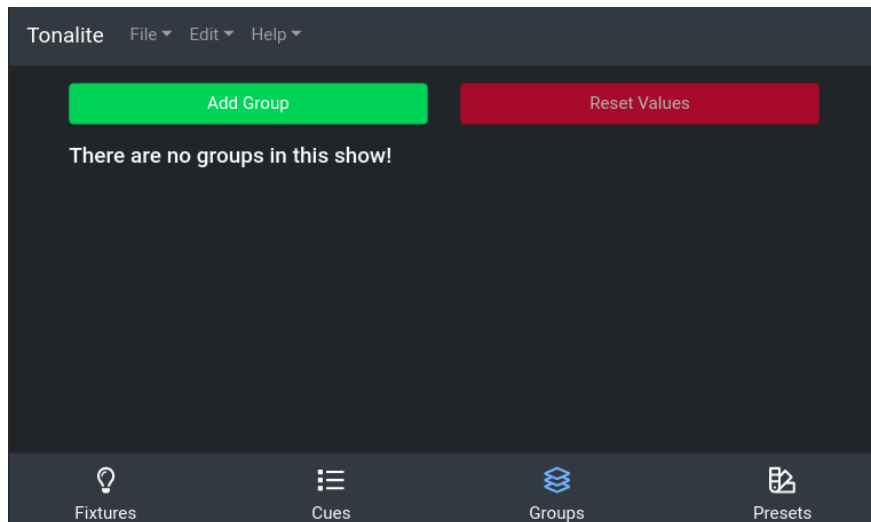 Tonalite File Edit Help
Add Group Reset Values
There are no groups in this show!
Fixtures Cues Groups Presets